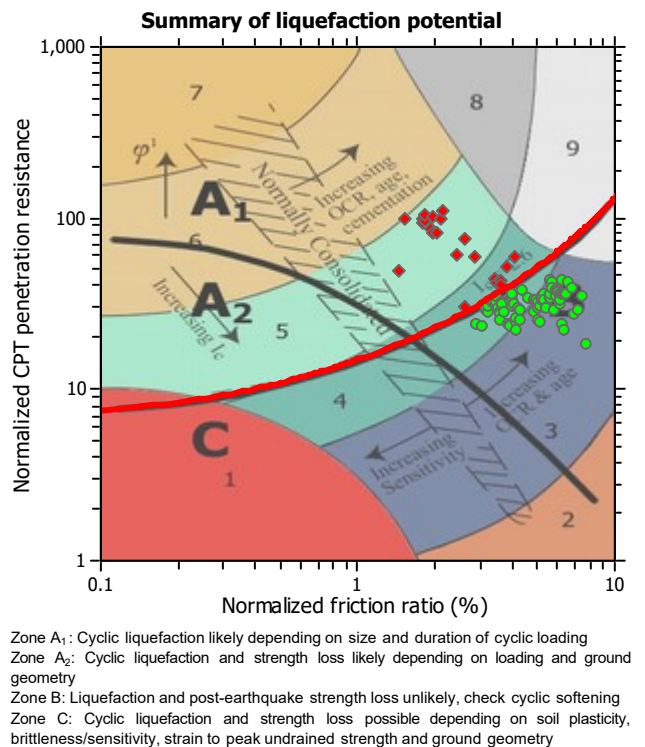 Summary of liquefaction potential
1,000
100
10
1
0.1
1
10
Normalized CPT penetration resistance
Normalized friction ratio (%)
7
8
9
φ'
A1
6
A2
5
4
C
1
3
2
Increasing
OCR, age,
cementation
Normally Consolidated
Increasing Ic
Increasing
OCR & age
Increasing
Sensitivity
Zone A1: Cyclic liquefaction likely depending on size and duration of cyclic loading
Zone A2: Cyclic liquefaction and strength loss likely depending on loading and ground
geometry
Zone B: Liquefaction and post-earthquake strength loss unlikely, check cyclic softening
Zone C: Cyclic liquefaction and strength loss possible depending on soil plasticity,
brittleness/sensitivity, strain to peak undrained strength and ground geometry